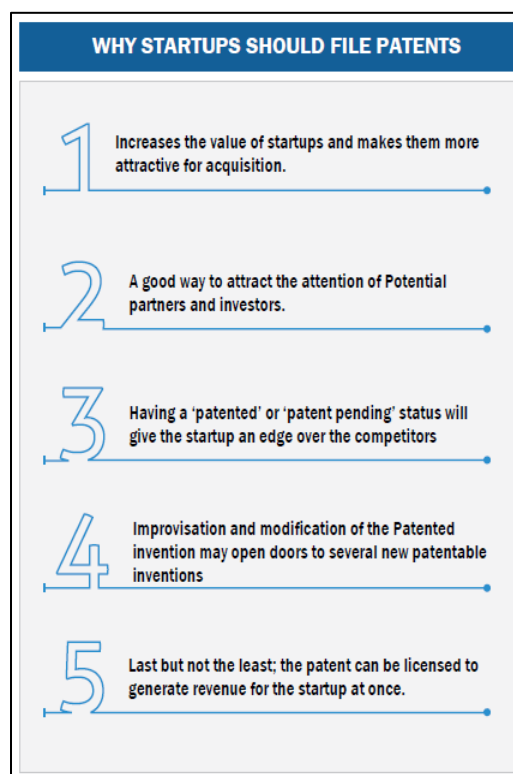 WHY STARTUPS SHOULD FILE PATENTS
1
Increases the value of startups and makes them more
attractive for acquisition.
2
A good way to attract the attention of Potential
partners and investors.
3
Having a ‘patented’ or ‘patent pending’ status will
give the startup an edge over the competitors
4
Improvisation and modification of the Patented
invention may open doors to several new patentable
inventions
5
Last but not the least; the patent can be licensed to
generate revenue for the startup at once.